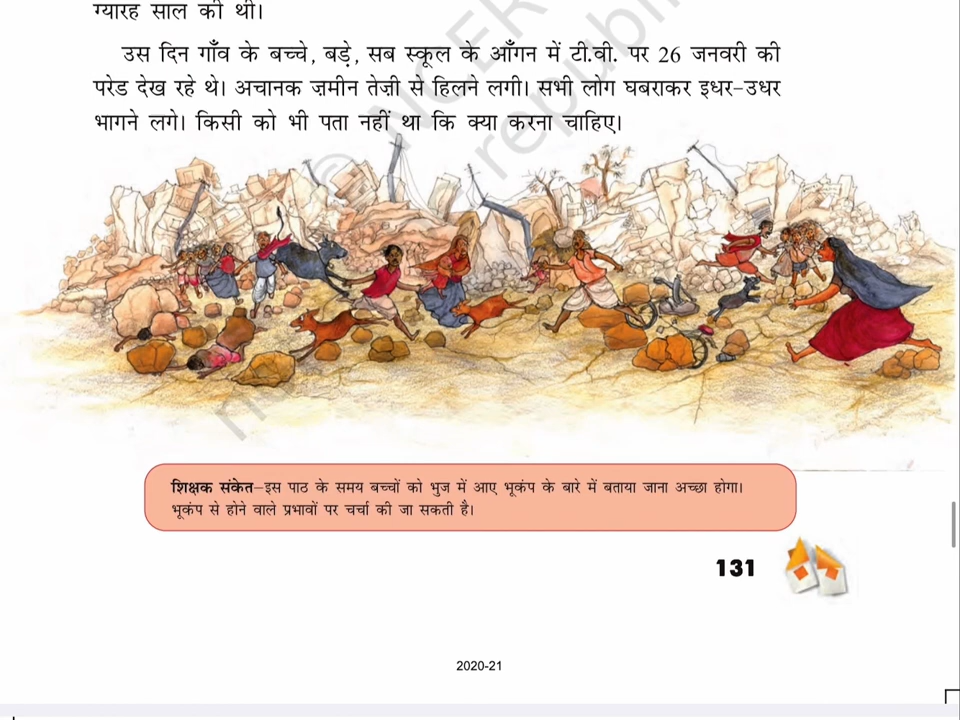 ग्यारह साल की थी।
उस दिन गाँव के बच्चे, बड़े, सब स्कूल के आँगन में टी.वी. पर 26 जनवरी की
परेड देख रहे थे। अचानक ज़मीन तेज़ी से हिलने लगी। सभी लोग घबराकर इधर-उधर
भागने लगे। किसी को भी पता नहीं था कि क्या करना चाहिए।
© NCER
republi
शिक्षक संकेत–इस पाठ के समय बच्चों को भुज में आए भूकंप के बारे में बताया जाना अच्छा होगा।
भूकंप से होने वाले प्रभावों पर चर्चा की जा सकती है।
131
2020-21